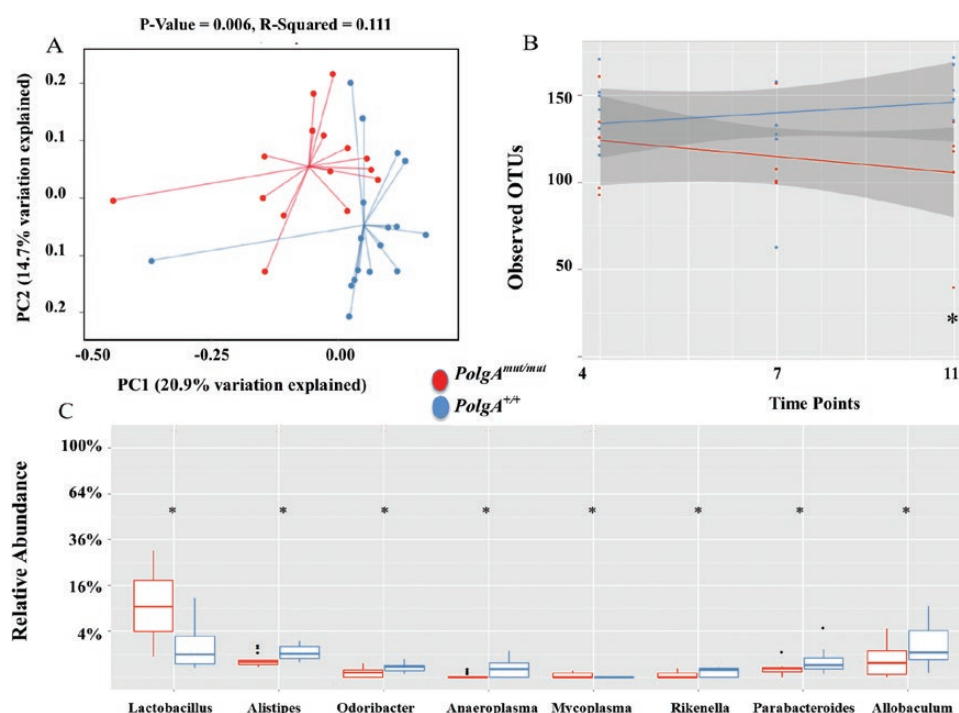 P-Value = 0.006, R-Squared = 0.111
A
0.2
0.1
0.0
0.1
0.2
PC2 (14.7% variation explained)
-0.50
-0.25
0.00
PC1 (20.9% variation explained)
B
150
100
50
0
Observed OTUs
*
4
7
11
Time Points
PolgA^mut/mut
PolgA^+/+
C
Relative Abundance
100%
64%
36%
16%
4%
* * * * * * * *
Lactobacillus Alistipes Odoribacter Anaeroplasma Mycoplasma Rikenella Parabacteroides Allobaculum